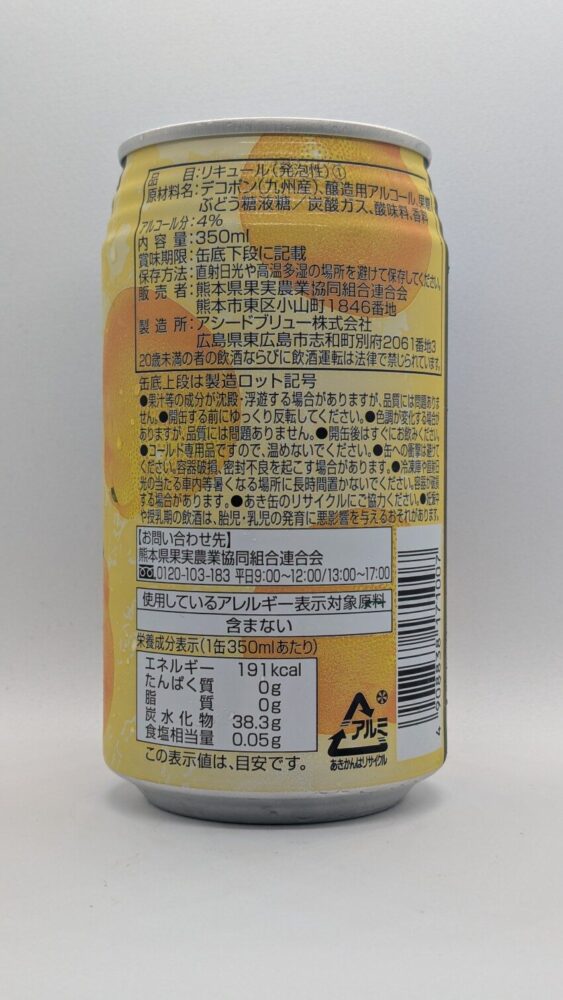 品　　目:リキュール(発泡性)①
原材料名:デコポン(九州産)、醸造用アルコール、果糖
ぶどう糖液糖／炭酸ガス、酸味料、香料
アルコール分:4%
内 容 量:350ml
賞味期限:缶底下段に記載
保存方法:直射日光や高温多湿の場所を避けて保存してください。
販 売 者:熊本県果実農業協同組合連合会
熊本市東区小山町1846番地
製 造 所:アシードブリュー株式会社
広島県東広島市志和町別府2061番地3
20歳未満の者の飲酒ならびに飲酒運転は法律で禁じられています。
缶底上段は製造ロット記号
●果汁等の成分が沈殿・浮遊する場合がありますが、品質には問題ありま
せん。●開缶する前にゆっくり反転してください。●色調が変化する場合が
ありますが、品質には問題ありません。●開缶後はすぐにお飲みください。
●コールド専用品ですので、温めないでください。●缶への衝撃は避けて
ください。容器破損、密封不良を起こす場合があります。●冷凍庫や直射日
光の当たる車内等暑くなる場所に長時間置かないでください。容器が破損
する場合があります。●あき缶のリサイクルにご協力ください。●妊娠中
や授乳期の飲酒は、胎児・乳児の発育に悪影響を与えるおそれがあります。
【お問い合わせ先】
熊本県果実農業協同組合連合会
0120-103-183 平日9:00〜12:00/13:00〜17:00
使用しているアレルギー表示対象原料
含まない
栄養成分表示(1缶350mlあたり)
エネルギー 191kcal
たんぱく質 0g
脂　　質 0g
炭水化物 38.3g
食塩相当量 0.05g
この表示値は、目安です。
アルミ
あきかんはリサイクル
4 908838 171007